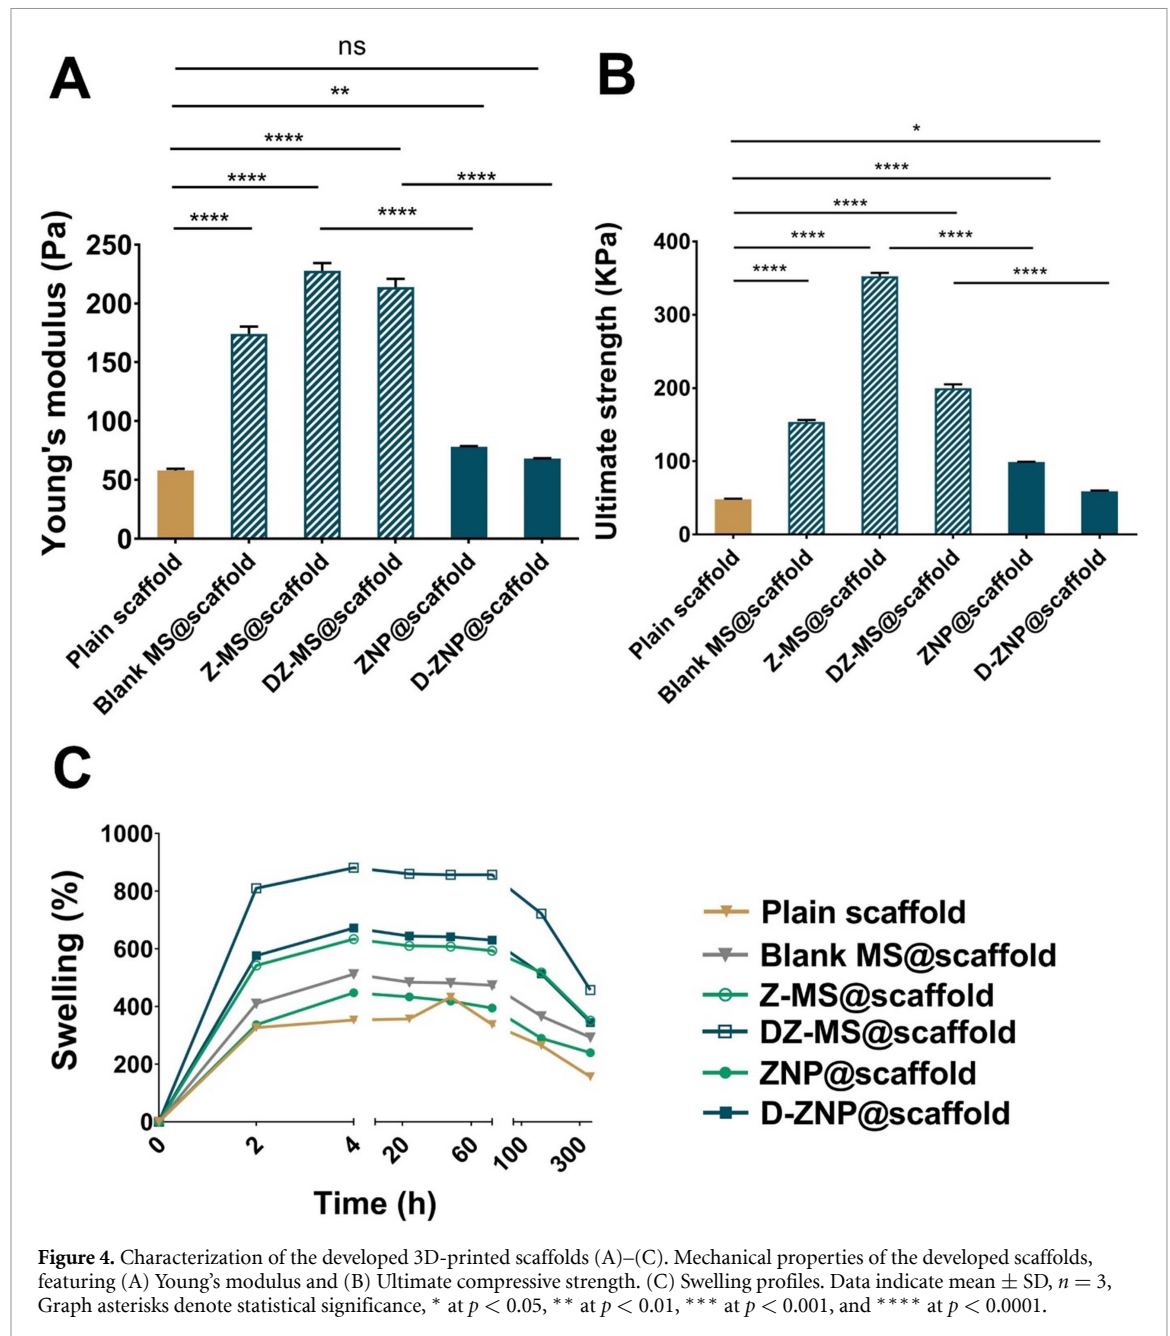 A
ns
**
****
****
****
****
****
Young's modulus (Pa)
250
200
150
100
50
0
Plain scaffold
Blank MS@scaffold
Z-MS@scaffold
DZ-MS@scaffold
ZNP@scaffold
D-ZNP@scaffold
B
*
****
****
****
****
****
****
Ultimate strength (KPa)
400
300
200
100
0
Plain scaffold
Blank MS@scaffold
Z-MS@scaffold
DZ-MS@scaffold
ZNP@scaffold
D-ZNP@scaffold
C
Swelling (%)
1000
800
600
400
200
0
0
2
4
20
60
100
300
Time (h)
Plain scaffold
Blank MS@scaffold
Z-MS@scaffold
DZ-MS@scaffold
ZNP@scaffold
D-ZNP@scaffold
Figure 4. Characterization of the developed 3D-printed scaffolds (A)–(C). Mechanical properties of the developed scaffolds,
featuring (A) Young's modulus and (B) Ultimate compressive strength. (C) Swelling profiles. Data indicate mean ± SD, n = 3,
Graph asterisks denote statistical significance, * at p < 0.05, ** at p < 0.01, *** at p < 0.001, and **** at p < 0.0001.